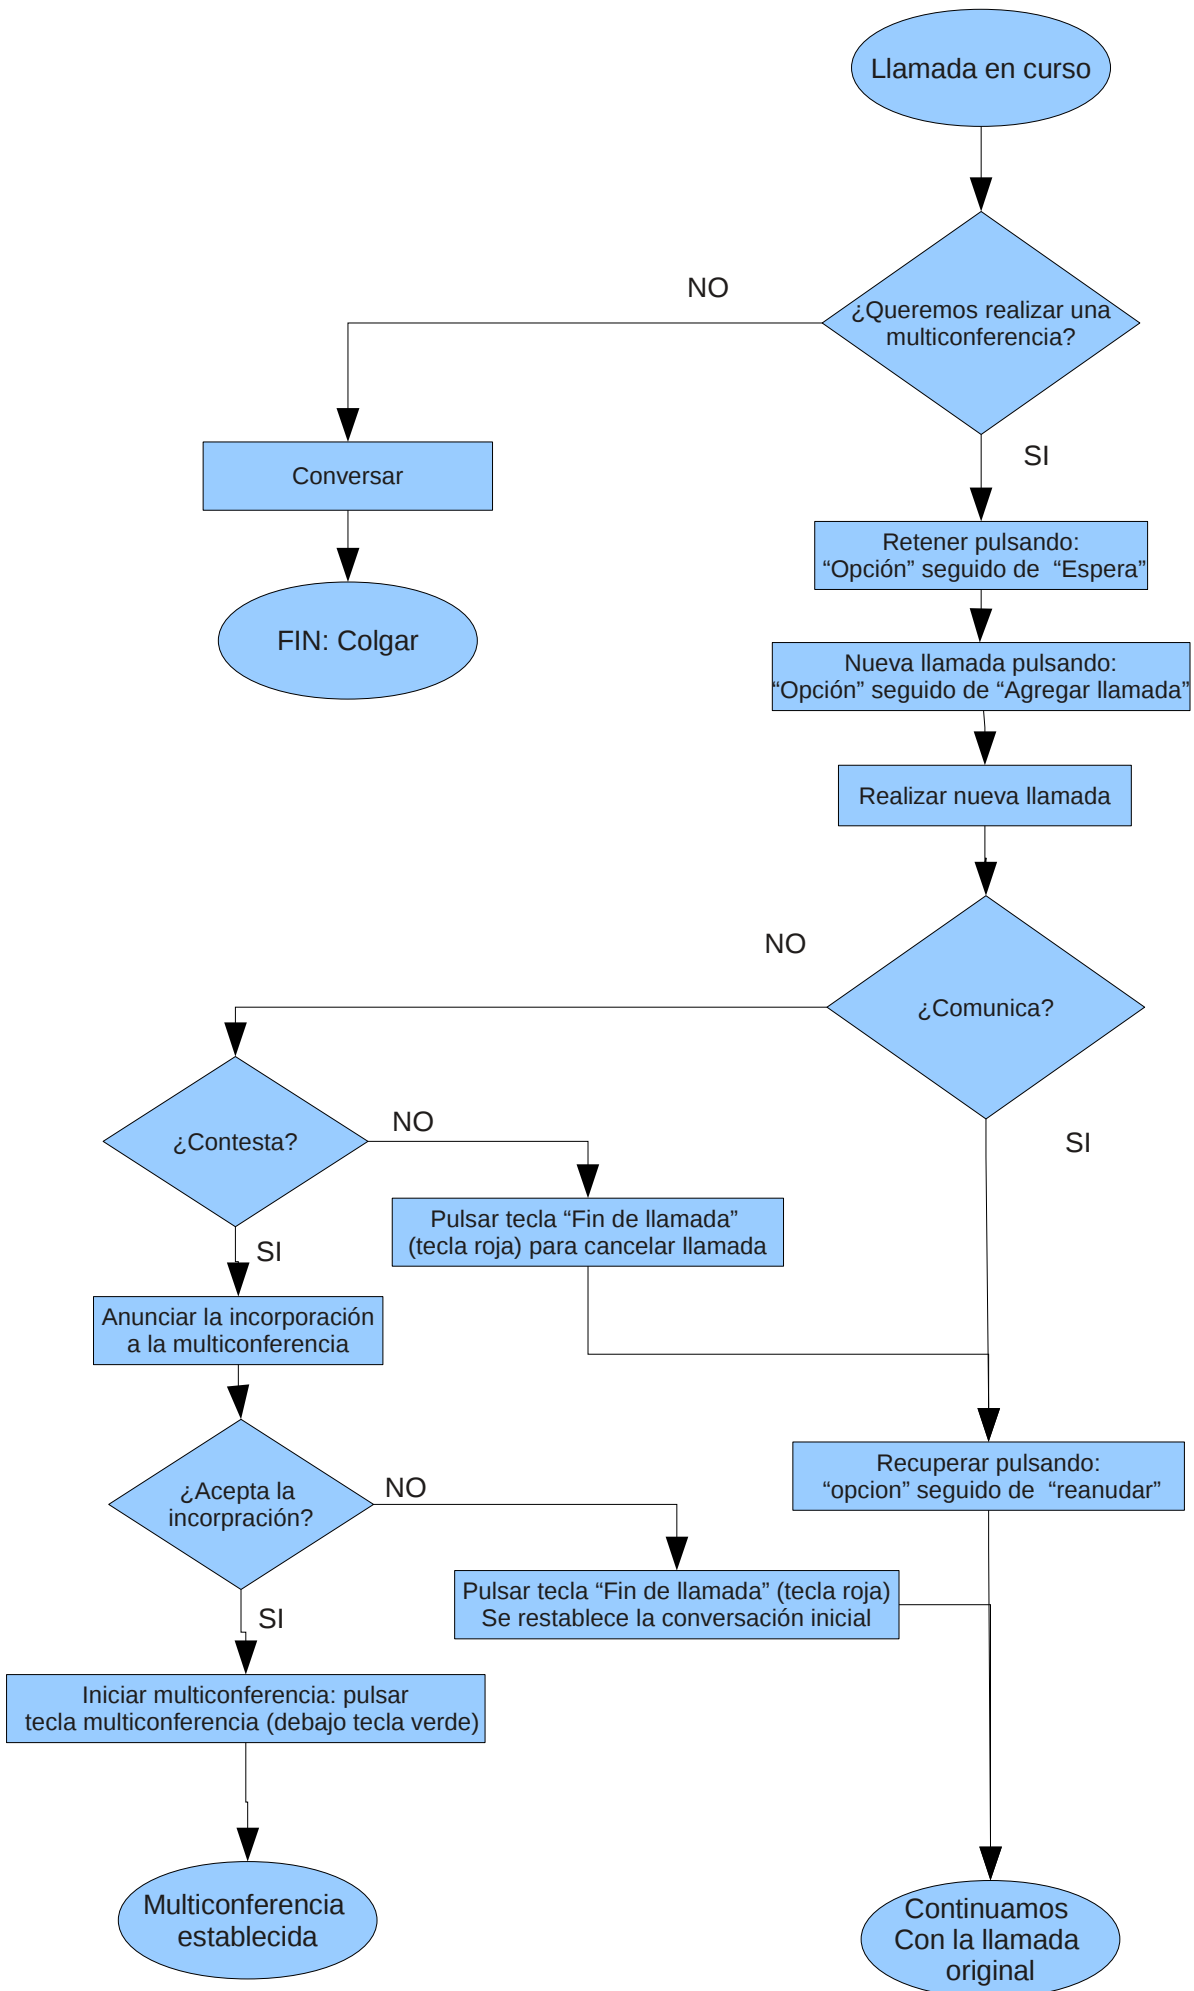 Llamada en curso
NO
¿Queremos realizar una
multiconferencia?
SI
Conversar
Retener pulsando:
“Opción” seguido de “Espera”
FIN: Colgar
Nueva llamada pulsando:
“Opción” seguido de “Agregar llamada”
Realizar nueva llamada
NO
¿Comunica?
SI
¿Contesta?
NO
Pulsar tecla “Fin de llamada”
(tecla roja) para cancelar llamada
SI
Anunciar la incorporación
a la multiconferencia
Recuperar pulsando:
“opcion” seguido de “reanudar”
¿Acepta la
incorpración?
NO
Pulsar tecla “Fin de llamada” (tecla roja)
Se restablece la conversación inicial
SI
Iniciar multiconferencia: pulsar
tecla multiconferencia (debajo tecla verde)
Multiconferencia
establecida
Continuamos
Con la llamada
original